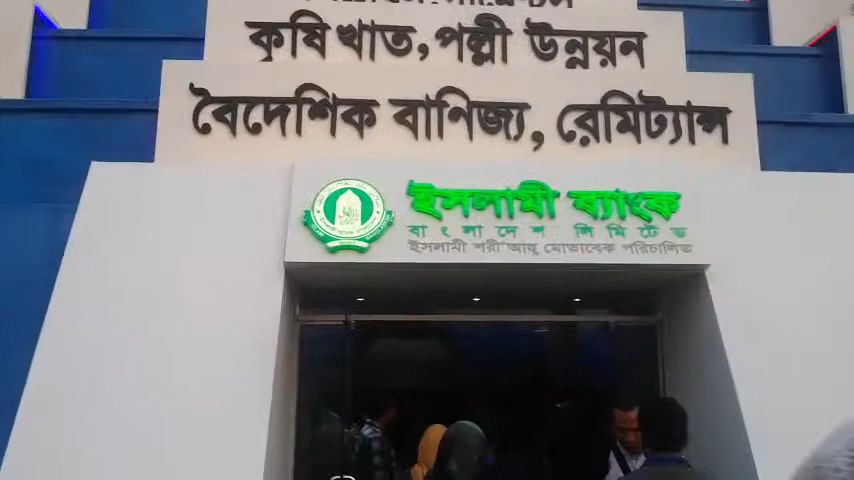 কৃষিখাত, পল্লী উন্নয়ন
বৈদেশিক বাণিজ্য, রেমিট্যান্স
ইসলামী ব্যাংক
বাংলাদেশ লিমিটেড
ইসলামী শরী'আহ্ মোতাবেক পরিচালিত